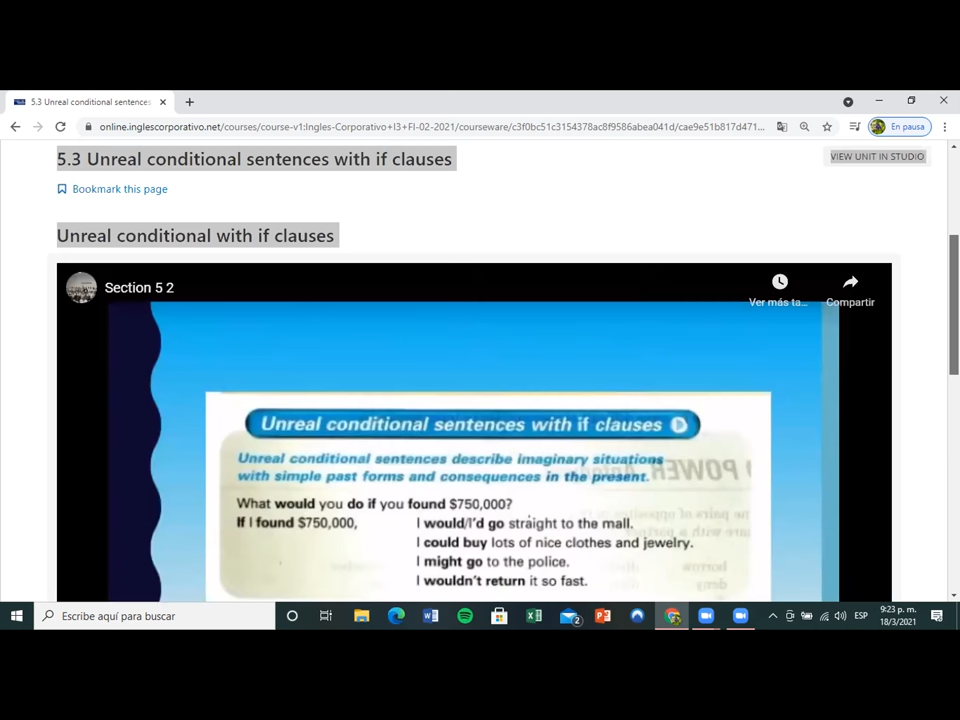 5.3 Unreal conditional sentences
online.inglescorporativo.net/courses/course-v1:Ingles-Corporativo+I3+FI-02-2021/courseware/c3f0bc51c3154378ac8f9586abea041d/cae9e51b817d471...
En pausa
5.3 Unreal conditional sentences with if clauses
VIEW UNIT IN STUDIO
Bookmark this page
Unreal conditional with if clauses
Section 5 2
Ver más ta...
Compartir
Unreal conditional sentences with if clauses
Unreal conditional sentences describe imaginary situations
with simple past forms and consequences in the present.
What would you do if you found $750,000?
If I found $750,000, I would/I'd go straight to the mall.
I could buy lots of nice clothes and jewelry.
I might go to the police.
I wouldn't return it so fast.
Escribe aquí para buscar
2
ESP
9:23 p. m.
18/3/2021